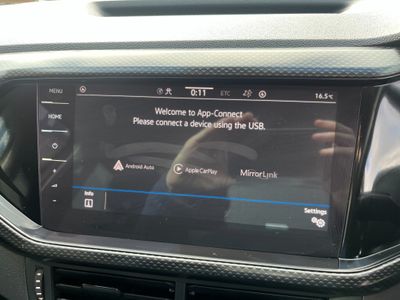 MENU
0:11
ETC
16.5°C
HOME
Welcome to App-Connect
Please connect a device using the USB.
Android Auto
Apple CarPlay
MirrorLink
Info
Settings